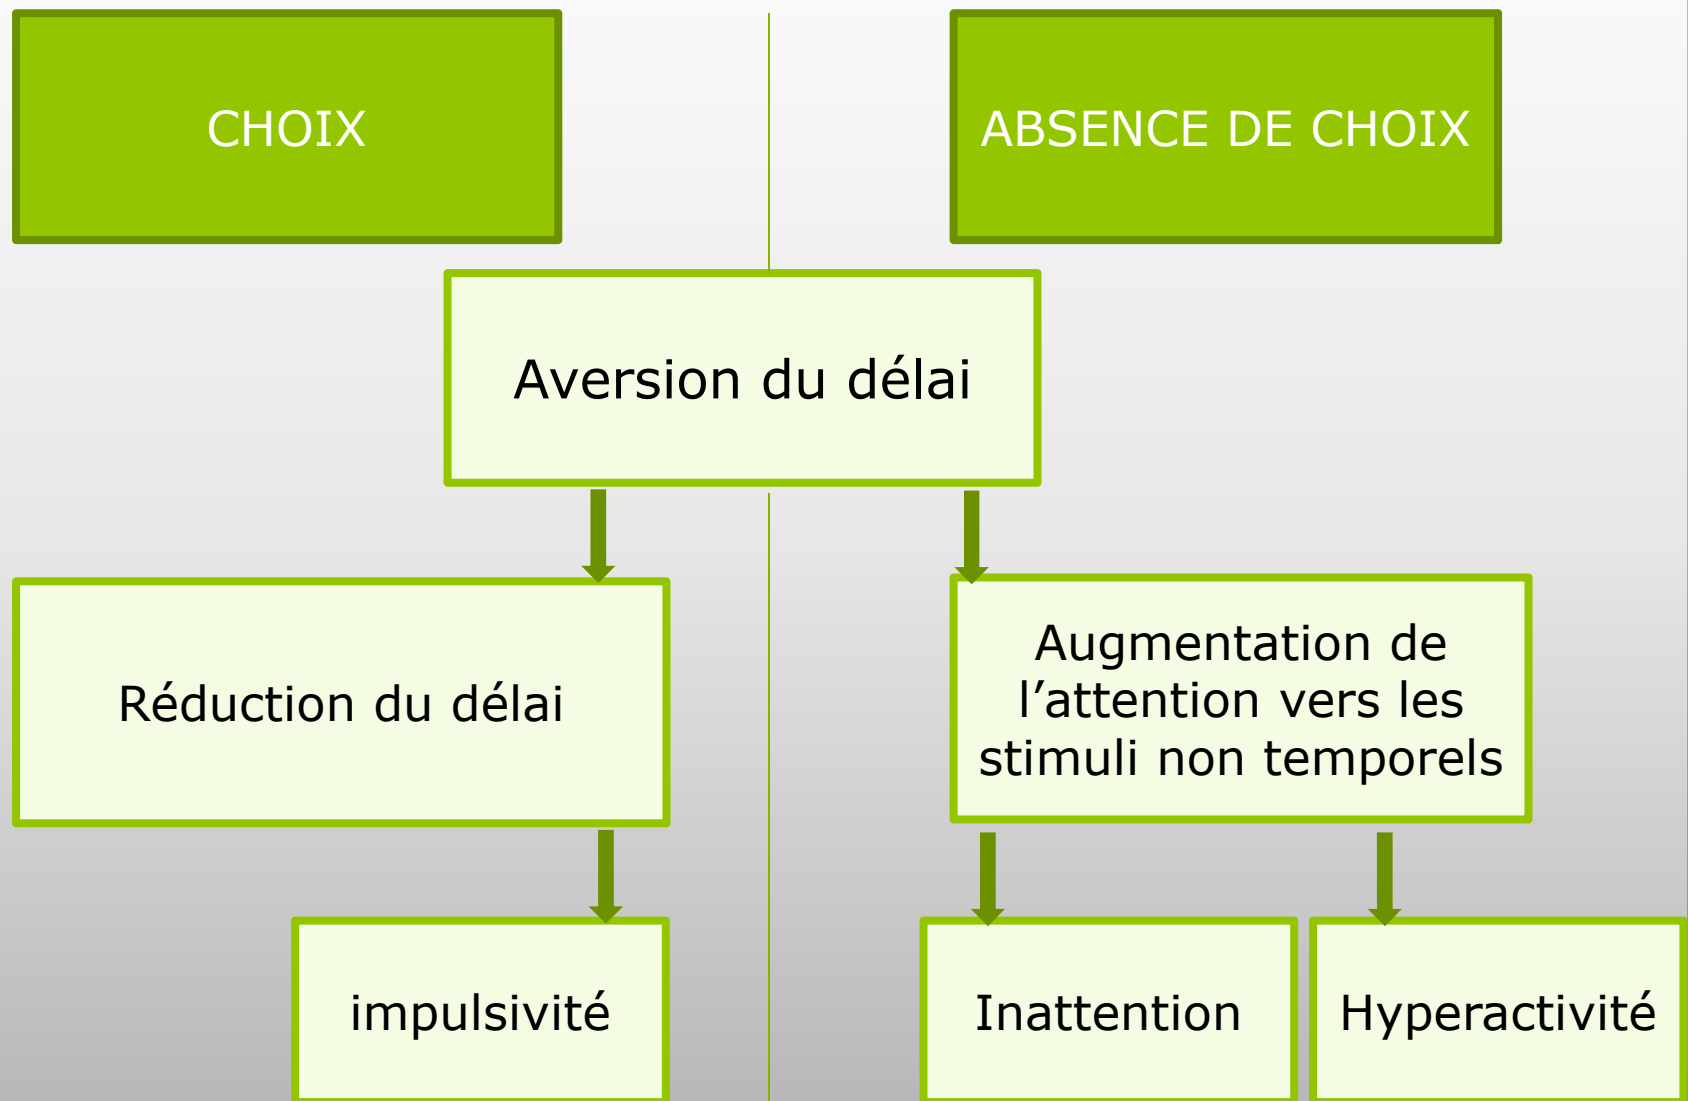 CHOIX
ABSENCE DE CHOIX
Aversion du délai
Réduction du délai
Augmentation de
l’attention vers les
stimuli non temporels
impulsivité
Inattention
Hyperactivité